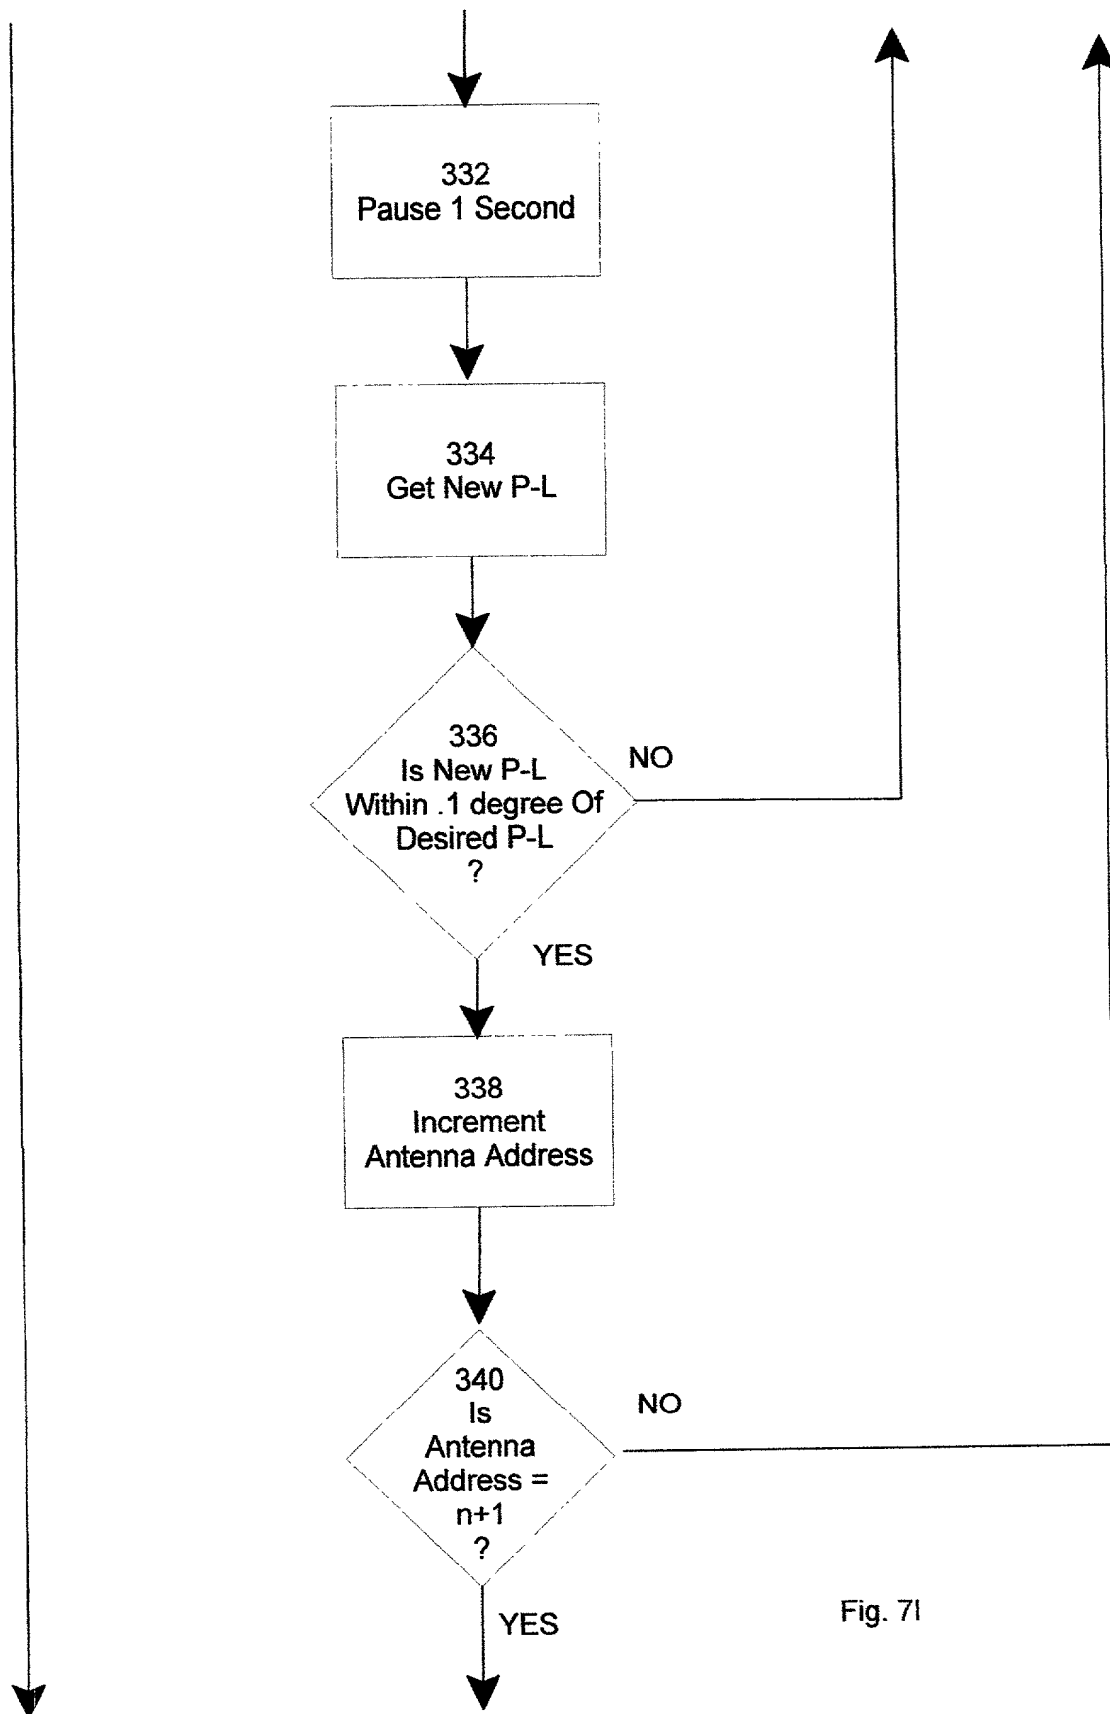 332
Pause 1 Second
334
Get New P-L
336
Is New P-L
Within .1 degree Of
Desired P-L
?
NO
YES
338
Increment
Antenna Address
340
Is
Antenna
Address =
n+1
?
NO
YES
Fig. 7I